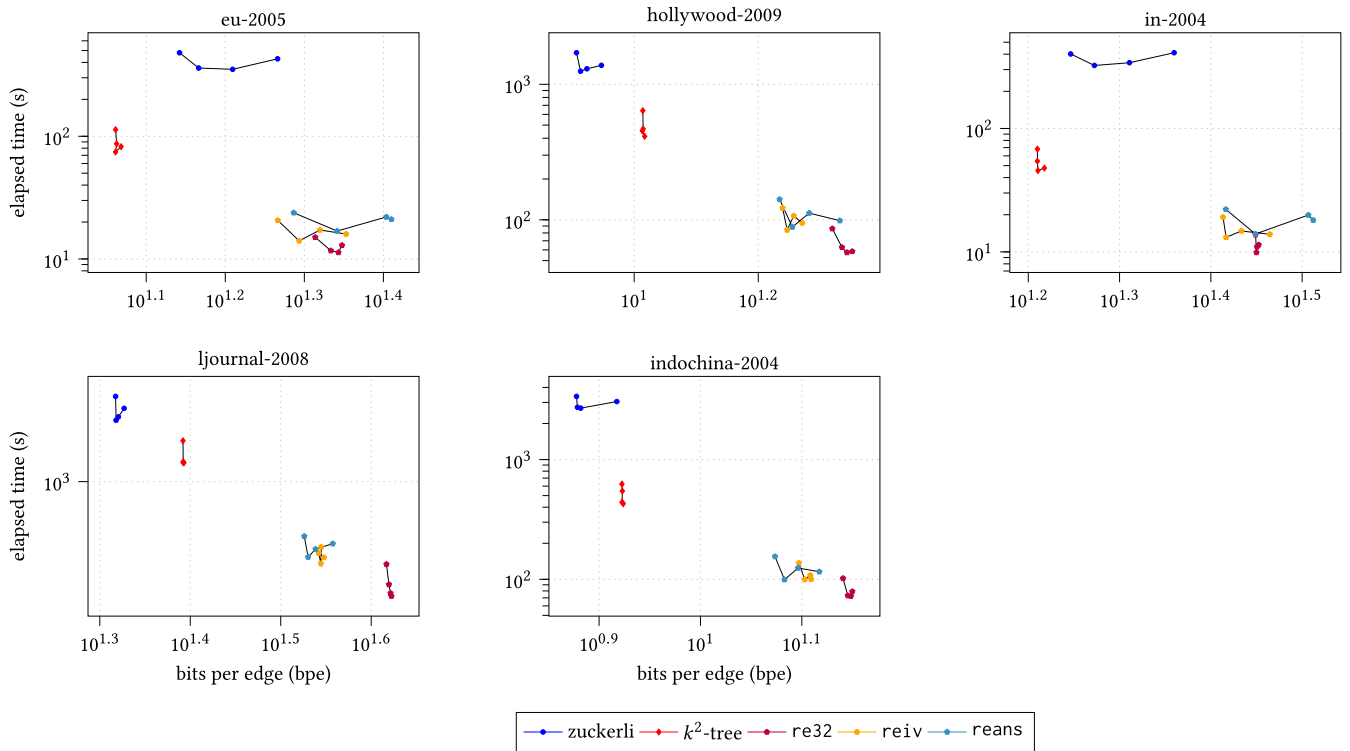 eu-2005
hollywood-2009
in-2004
elapsed time (s)
10^2
10^1
10^1.1 10^1.2 10^1.3 10^1.4
10^3
10^2
10^1 10^1.2
10^2
10^1
10^1.2 10^1.3 10^1.4 10^1.5
ljournal-2008
indochina-2004
elapsed time (s)
10^3
10^1.3 10^1.4 10^1.5 10^1.6
bits per edge (bpe)
10^3
10^2
10^0.9 10^1 10^1.1
bits per edge (bpe)
zuckerli k²-tree re32 reiv reans